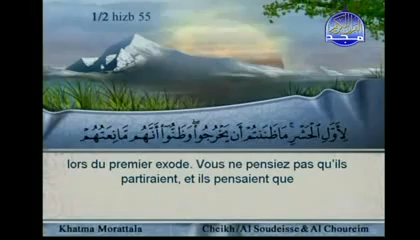 1/2 hizb 55
لِأَوَّلِ الْحَشْرِ مَا ظَنَنتُمْ أَن يَخْرُجُوا وَظَنُّوا أَنَّهُم مَّانِعَتُهُمْ
lors du premier exode. Vous ne pensiez pas qu'ils
partiraient, et ils pensaient que
Khatma Morattala
Cheikh/Al Soudeisse & Al Choureim